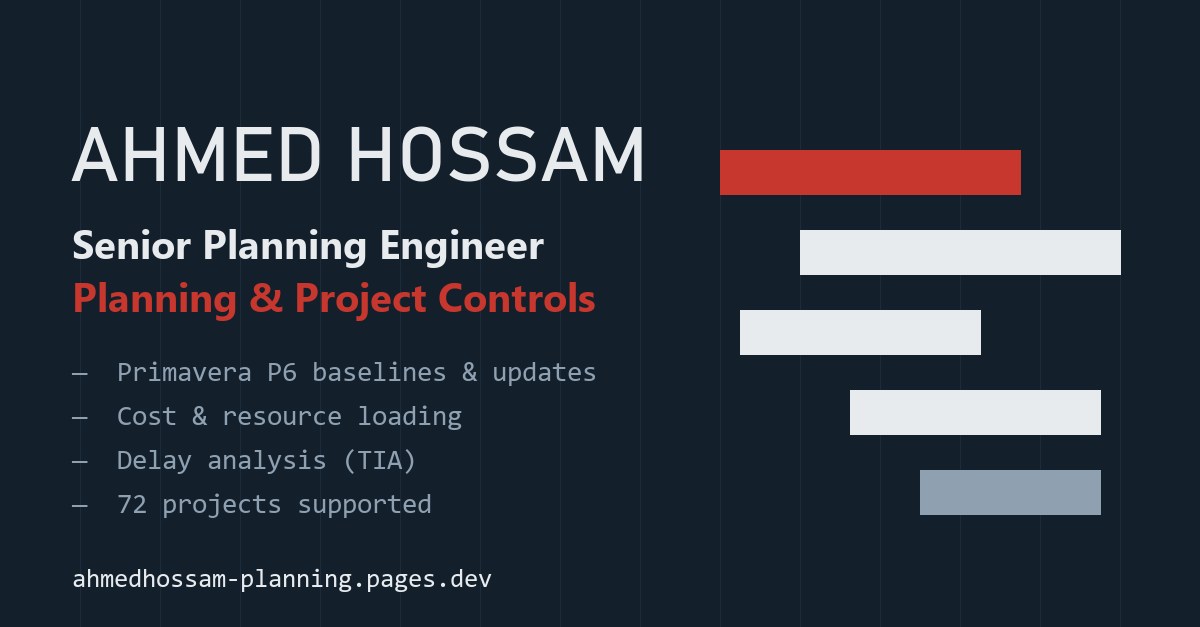 AHMED HOSSAM
Senior Planning Engineer
Planning & Project Controls
— Primavera P6 baselines & updates
— Cost & resource loading
— Delay analysis (TIA)
— 72 projects supported
ahmedhossam-planning.pages.dev